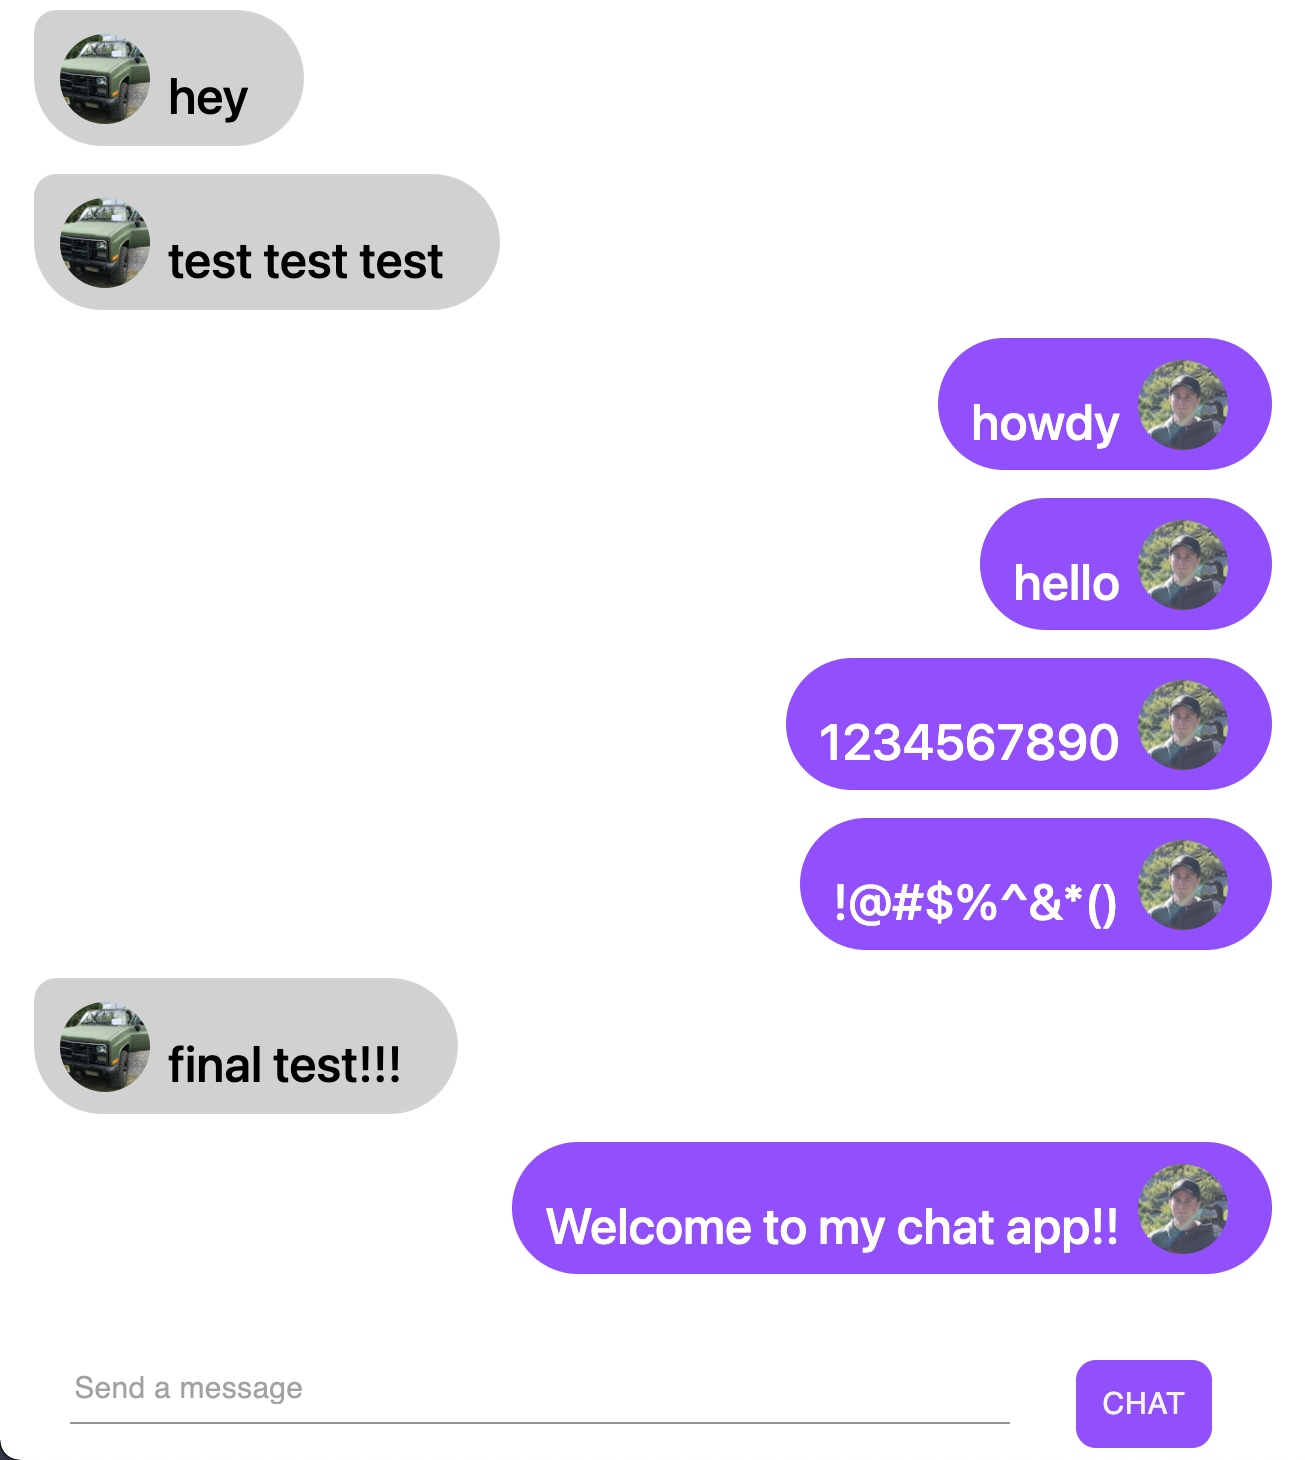 hey
test test test
howdy
hello
1234567890
!@#$%^&*()
final test!!!
Welcome to my chat app!!
Send a message
CHAT